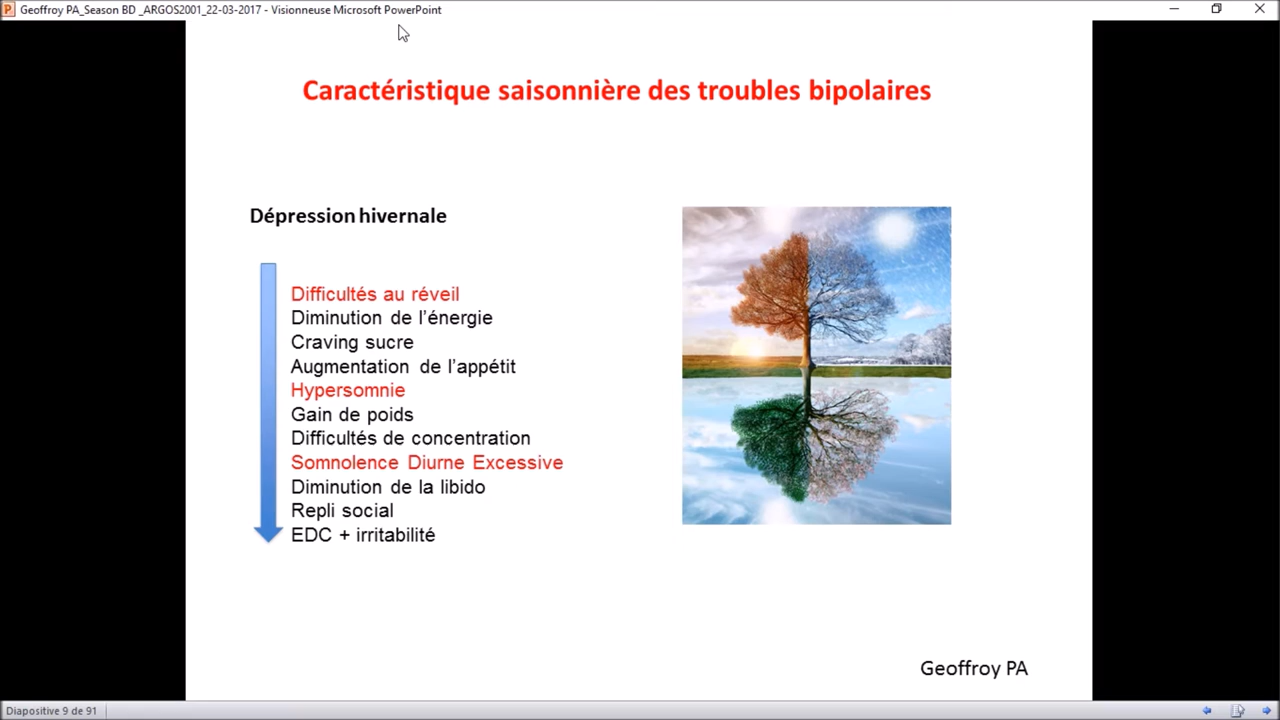 Geoffroy PA_Season BD _ARGOS2001_22-03-2017 - Visionneuse Microsoft PowerPoint
Caractéristique saisonnière des troubles bipolaires
Dépression hivernale
Difficultés au réveil
Diminution de l’énergie
Craving sucre
Augmentation de l’appétit
Hypersomnie
Gain de poids
Difficultés de concentration
Somnolence Diurne Excessive
Diminution de la libido
Repli social
EDC + irritabilité
Geoffroy PA
Diapositive 9 de 91